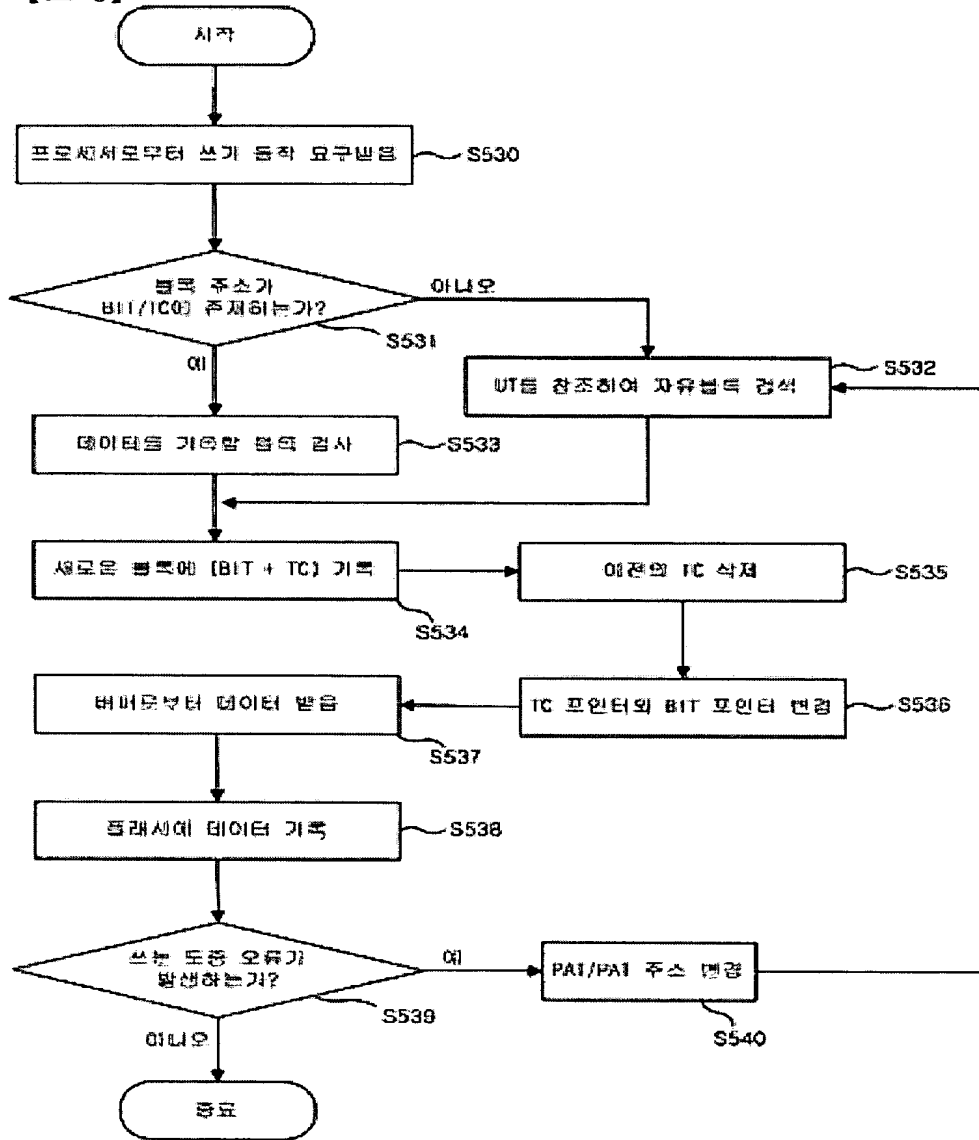 시작
프로세서로부터 쓰기 동작 요구받음
S530
블록 주소가
BIT/TC에 존재하는가?
아니오
S531
예
S532
UT를 참조하여 자유블록 검색
데이터를 기록할 블록 검사
S533
새로운 블록에 (BIT + TC) 기록
이전의 TC 삭제
S535
S534
버퍼로부터 데이터 받음
TC 포인터와 BIT 포인터 변경
S536
S537
플래시에 데이터 기록
S538
쓰는 도중 오류가
발생하는가?
예
PAT/PAT 주소 변경
S539
S540
아니오
종료